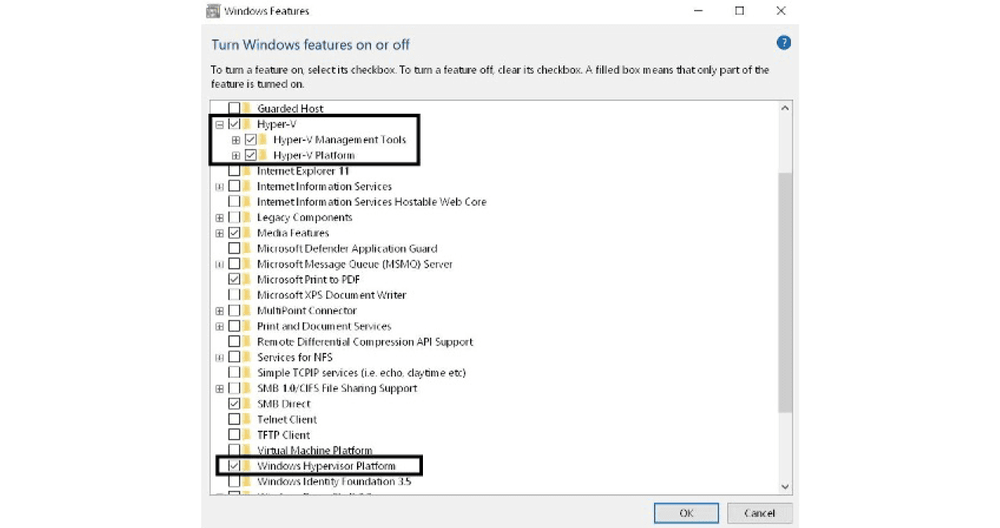 Windows Features
Turn Windows features on or off
?
To turn a feature on, select its checkbox. To turn a feature off, clear its checkbox. A filled box means that only part of the
feature is turned on.
Guarded Host
Hyper-V
Hyper-V Management Tools
Hyper-V Platform
Internet Explorer 11
Internet Information Services
Internet Information Services Hostable Web Core
Legacy Components
Media Features
Microsoft Defender Application Guard
Microsoft Message Queue (MSMQ) Server
Microsoft Print to PDF
Microsoft XPS Document Writer
MultiPoint Connector
Print and Document Services
Remote Differential Compression API Support
Services for NFS
Simple TCPIP services (i.e. echo, daytime etc)
SMB 1.0/CIFS File Sharing Support
SMB Direct
Telnet Client
TFTP Client
Virtual Machine Platform
Windows Hypervisor Platform
Windows Identity Foundation 3.5
OK
Cancel